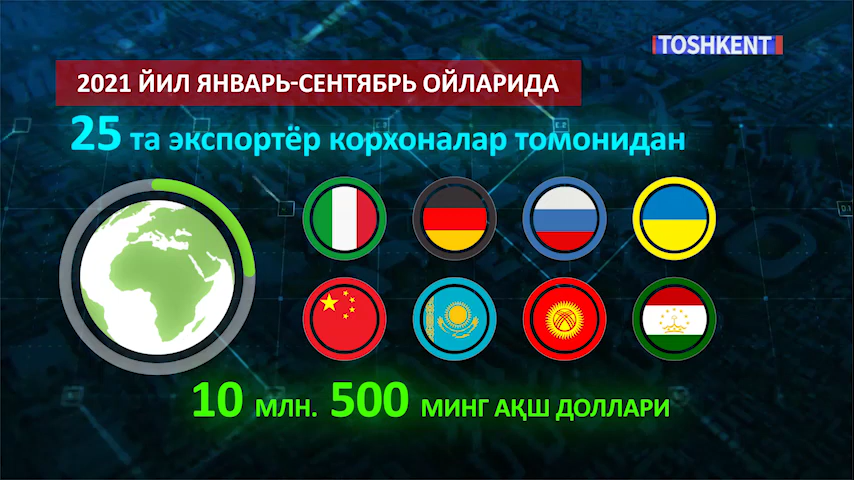 TOSHKENT
2021 ЙИЛ ЯНВАРЬ-СЕНТЯБРЬ ОЙЛАРИДА
25 та экспортёр корхоналар томонидан
10 МЛН. 500 МИНГ АҚШ ДОЛЛАРИ